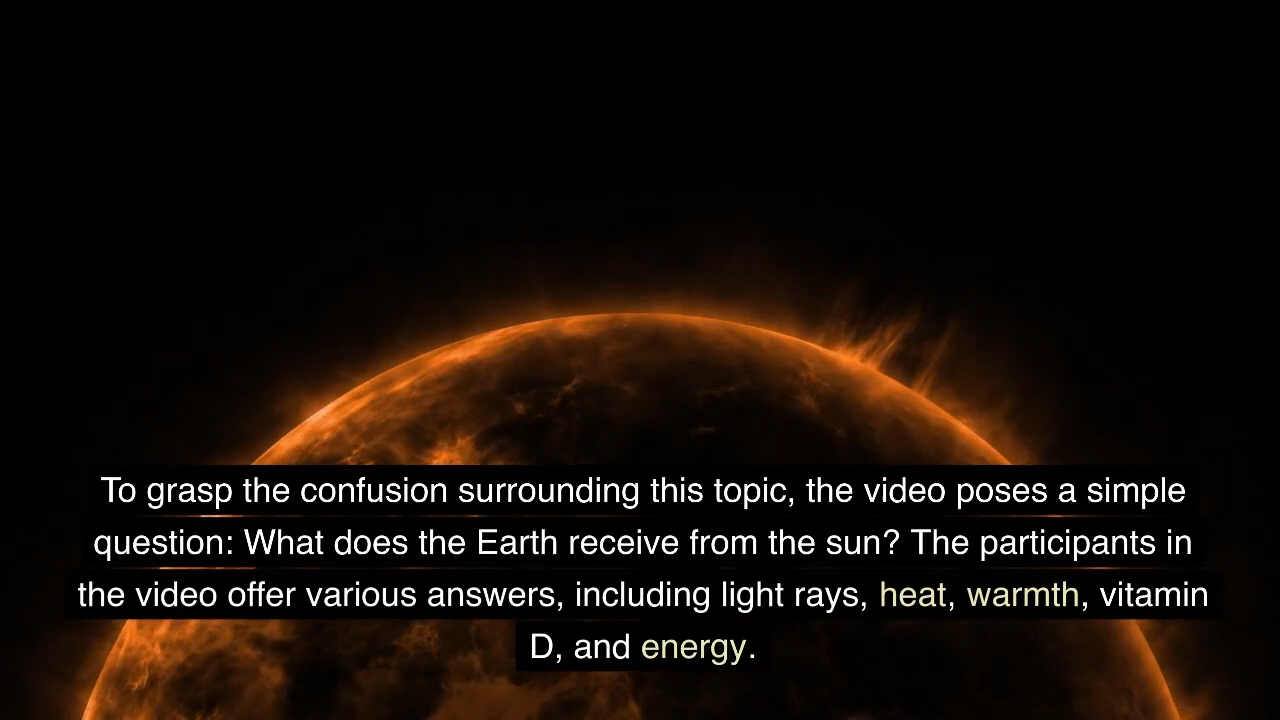 To grasp the confusion surrounding this topic, the video poses a simple
question: What does the Earth receive from the sun? The participants in
the video offer various answers, including light rays, heat, warmth, vitamin
D, and energy.